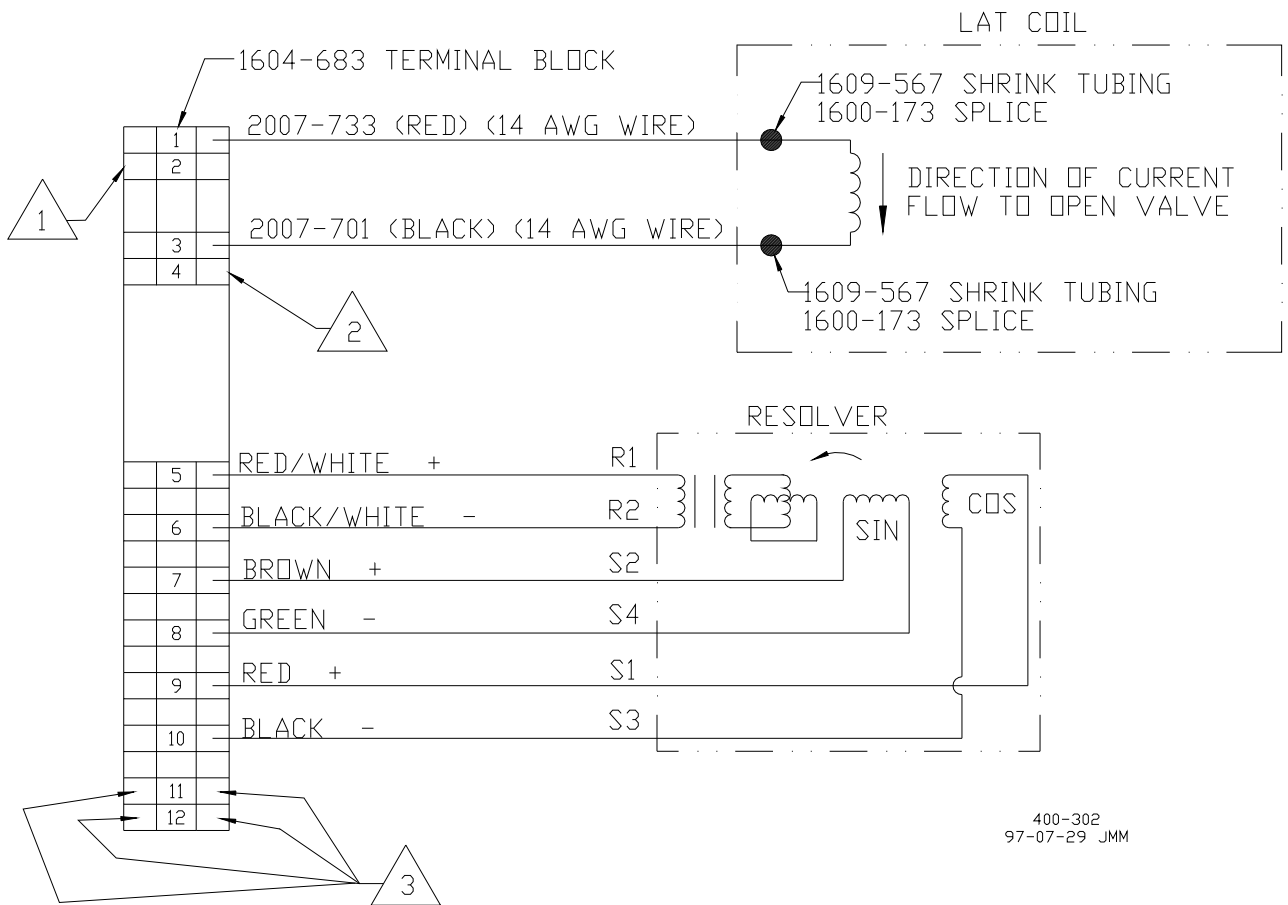 LAT COIL
1604-683 TERMINAL BLOCK
1609-567 SHRINK TUBING
1600-173 SPLICE
2007-733 (RED) (14 AWG WIRE)
1
2
1
DIRECTION OF CURRENT
FLOW TO OPEN VALVE
2007-701 (BLACK) (14 AWG WIRE)
3
4
1609-567 SHRINK TUBING
1600-173 SPLICE
2
RESOLVER
5
RED/WHITE +
R1
6
BLACK/WHITE -
R2
SIN
COS
7
BROWN +
S2
8
GREEN -
S4
9
RED +
S1
10
BLACK -
S3
11
12
3
400-302
97-07-29 JMM